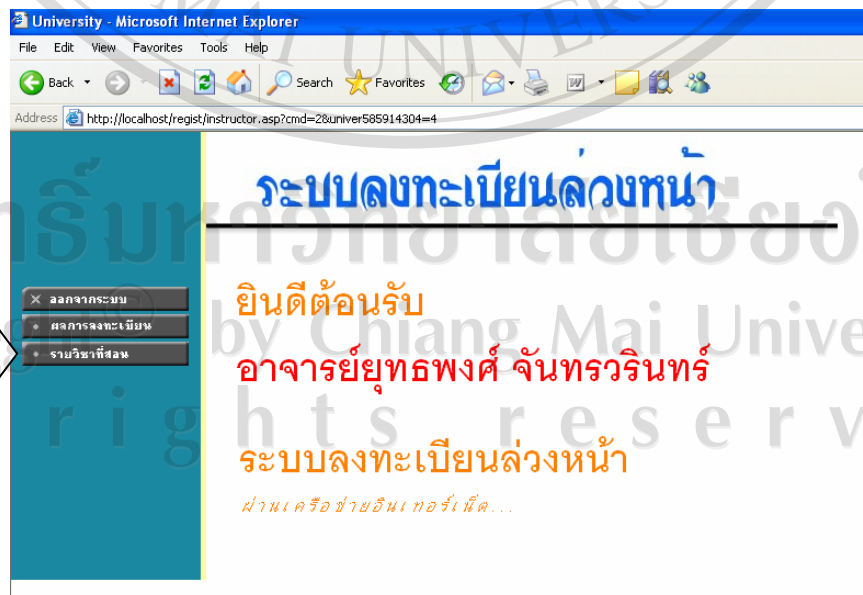 University - Microsoft Internet Explorer
File Edit View Favorites Tools Help
Back Search Favorites
Address http://localhost/regist/instructor.asp?cmd=2&univer585914304=4
ระบบลงทะเบียนล่วงหน้า
ออกจากระบบ
ผลการลงทะเบียน
รายวิชาที่สอน
ยินดีต้อนรับ
อาจารย์ยุทธพงศ์ จันทรวรินทร์
ระบบลงทะเบียนล่วงหน้า
ผ่านเครือข่ายอินเทอร์เน็ต...
MAI UNIVER
by Chiang Mai Unive
rights reserv